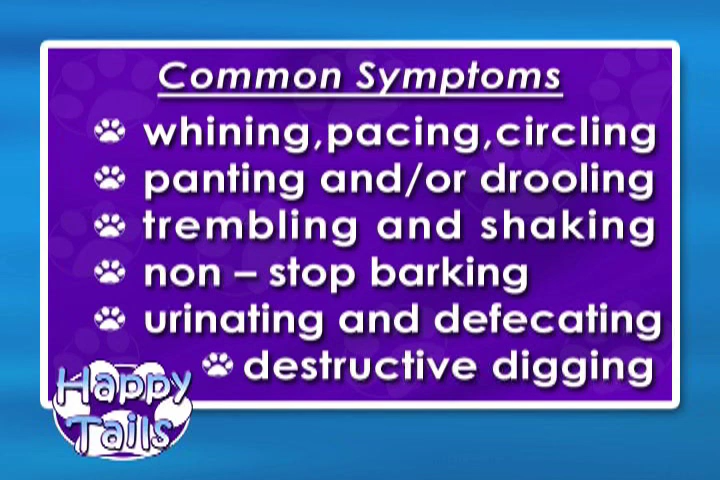 Common Symptoms
whining,pacing,circling
panting and/or drooling
trembling and shaking
non – stop barking
urinating and defecating
destructive digging
Happy
Tails